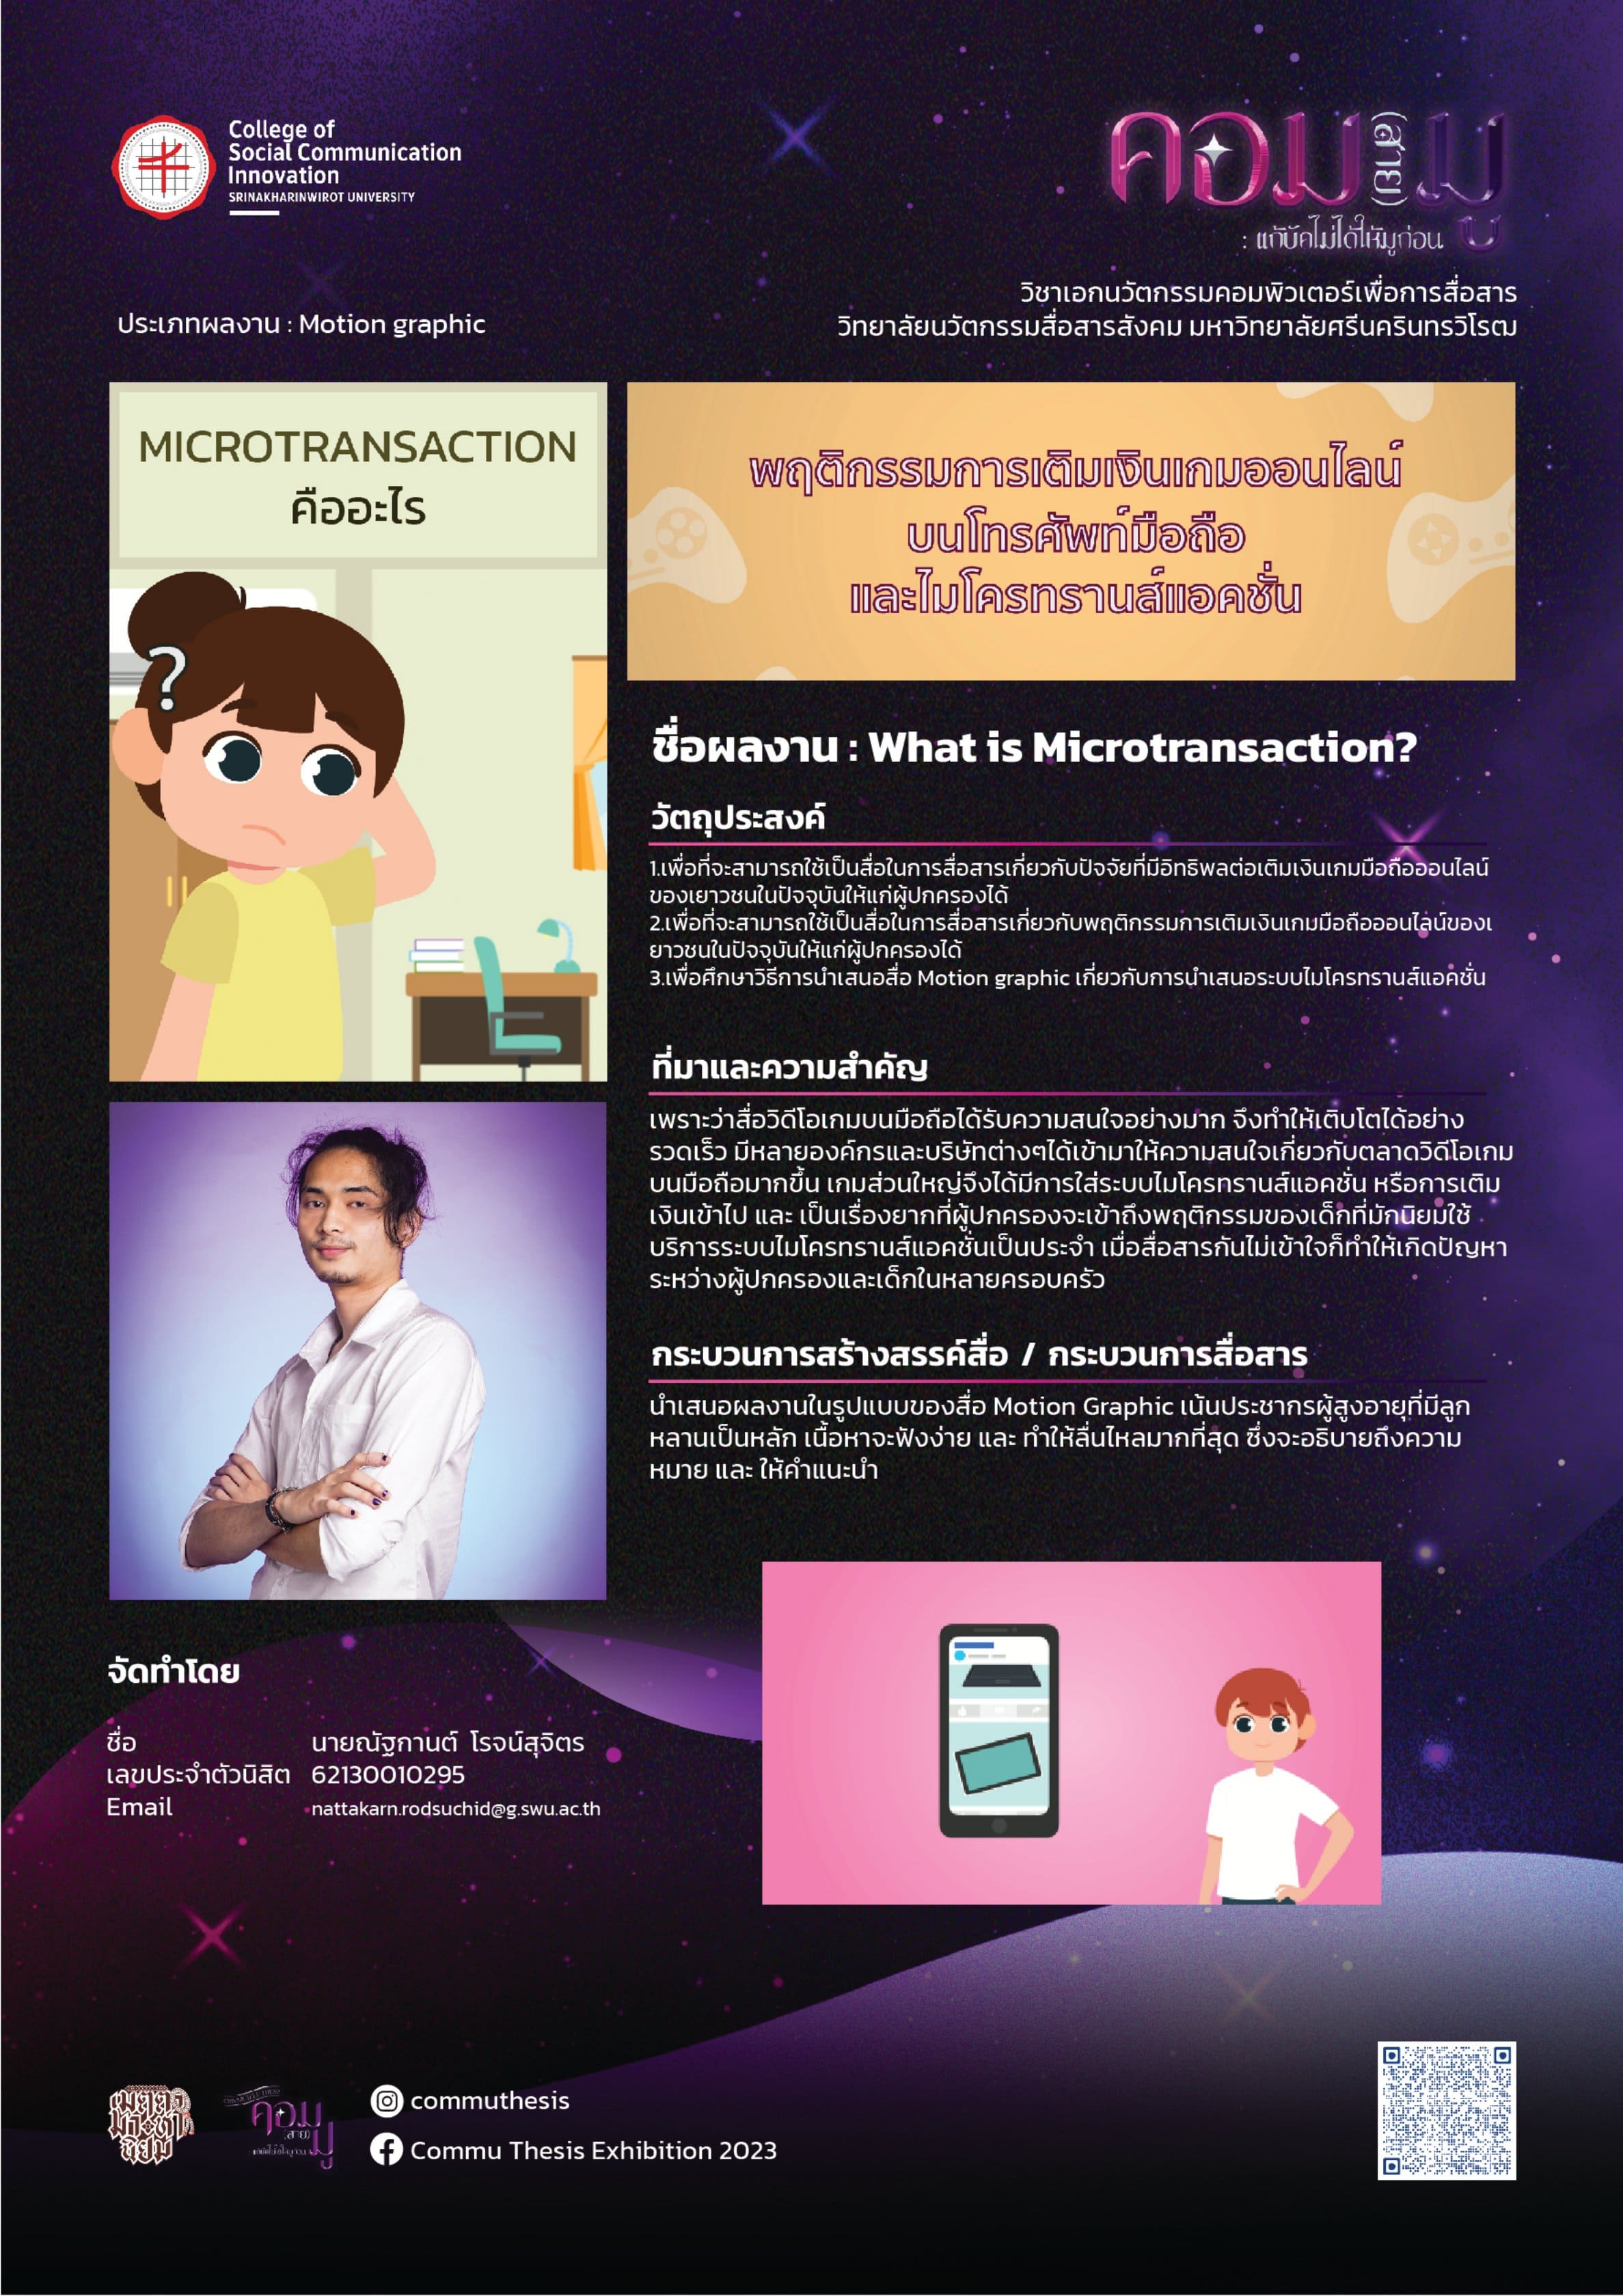 College of
Social Communication
Innovation
SRINAKHARINWIROT UNIVERSITY
คอม(สาย)มู
: แก้บัคไม่ได้ให้มูก่อน
วิชาเอกนวัตกรรมคอมพิวเตอร์เพื่อการสื่อสาร
วิทยาลัยนวัตกรรมสื่อสารสังคม มหาวิทยาลัยศรีนครินทรวิโรฒ
ประเภทผลงาน : Motion graphic
MICROTRANSACTION
คืออะไร
?
พฤติกรรมการเติมเงินเกมออนไลน์
บนโทรศัพท์มือถือ
และไมโครทรานส์แอคชั่น
ชื่อผลงาน : What is Microtransaction?
วัตถุประสงค์
1.เพื่อที่จะสามารถใช้เป็นสื่อในการสื่อสารเกี่ยวกับปัจจัยที่มีอิทธิพลต่อเติมเงินเกมมือถือออนไลน์
ของเยาวชนในปัจจุบันให้แก่ผู้ปกครองได้
2.เพื่อที่จะสามารถใช้เป็นสื่อในการสื่อสารเกี่ยวกับพฤติกรรมการเติมเงินเกมมือถือออนไลน์ของเ
ยาวชนในปัจจุบันให้แก่ผู้ปกครองได้
3.เพื่อศึกษาวิธีการนำเสนอสื่อ Motion graphic เกี่ยวกับการนำเสนอระบบไมโครทรานส์แอคชั่น
ที่มาและความสำคัญ
เพราะว่าสื่อวิดีโอเกมบนมือถือได้รับความสนใจอย่างมาก จึงทำให้เติบโตได้อย่าง
รวดเร็ว มีหลายองค์กรและบริษัทต่างๆได้เข้ามาให้ความสนใจเกี่ยวกับตลาดวิดีโอเกม
บนมือถือมากขึ้น เกมส่วนใหญ่จึงได้มีการใส่ระบบไมโครทรานส์แอคชั่น หรือการเติม
เงินเข้าไป และ เป็นเรื่องยากที่ผู้ปกครองจะเข้าถึงพฤติกรรมของเด็กที่มักนิยมใช้
บริการระบบไมโครทรานส์แอคชั่นเป็นประจำ เมื่อสื่อสารกันไม่เข้าใจก็ทำให้เกิดปัญหา
ระหว่างผู้ปกครองและเด็กในหลายครอบครัว
กระบวนการสร้างสรรค์สื่อ / กระบวนการสื่อสาร
นำเสนอผลงานในรูปแบบของสื่อ Motion Graphic เน้นประชากรผู้สูงอายุที่มีลูก
หลานเป็นหลัก เนื้อหาจะฟังง่าย และ ทำให้ลื่นไหลมากที่สุด ซึ่งจะอธิบายถึงความ
หมาย และ ให้คำแนะนำ
จัดทำโดย
ชื่อ นายณัฐกานต์ โรจน์สุจิตร
เลขประจำตัวนิสิต 62130010295
Email nattakarn.rodsuchid@g.swu.ac.th
คอม(สาย)มู
commuthesis
Commu Thesis Exhibition 2023